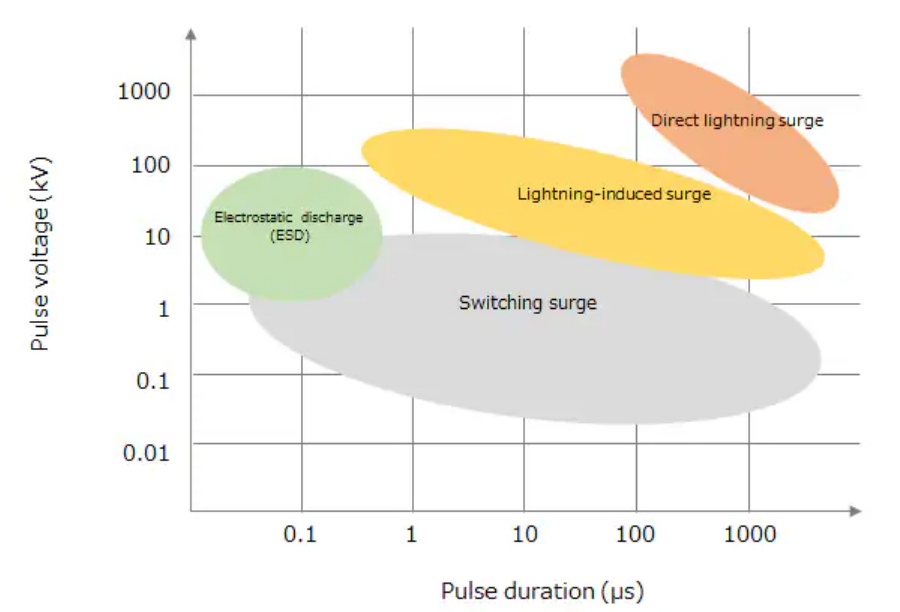 1000
Direct lightning surge
100
Lightning-induced surge
Electrostatic discharge
(ESD)
10
1
Switching surge
0.1
0.01
Pulse voltage (kV)
0.1
1
10
100
1000
Pulse duration (μs)